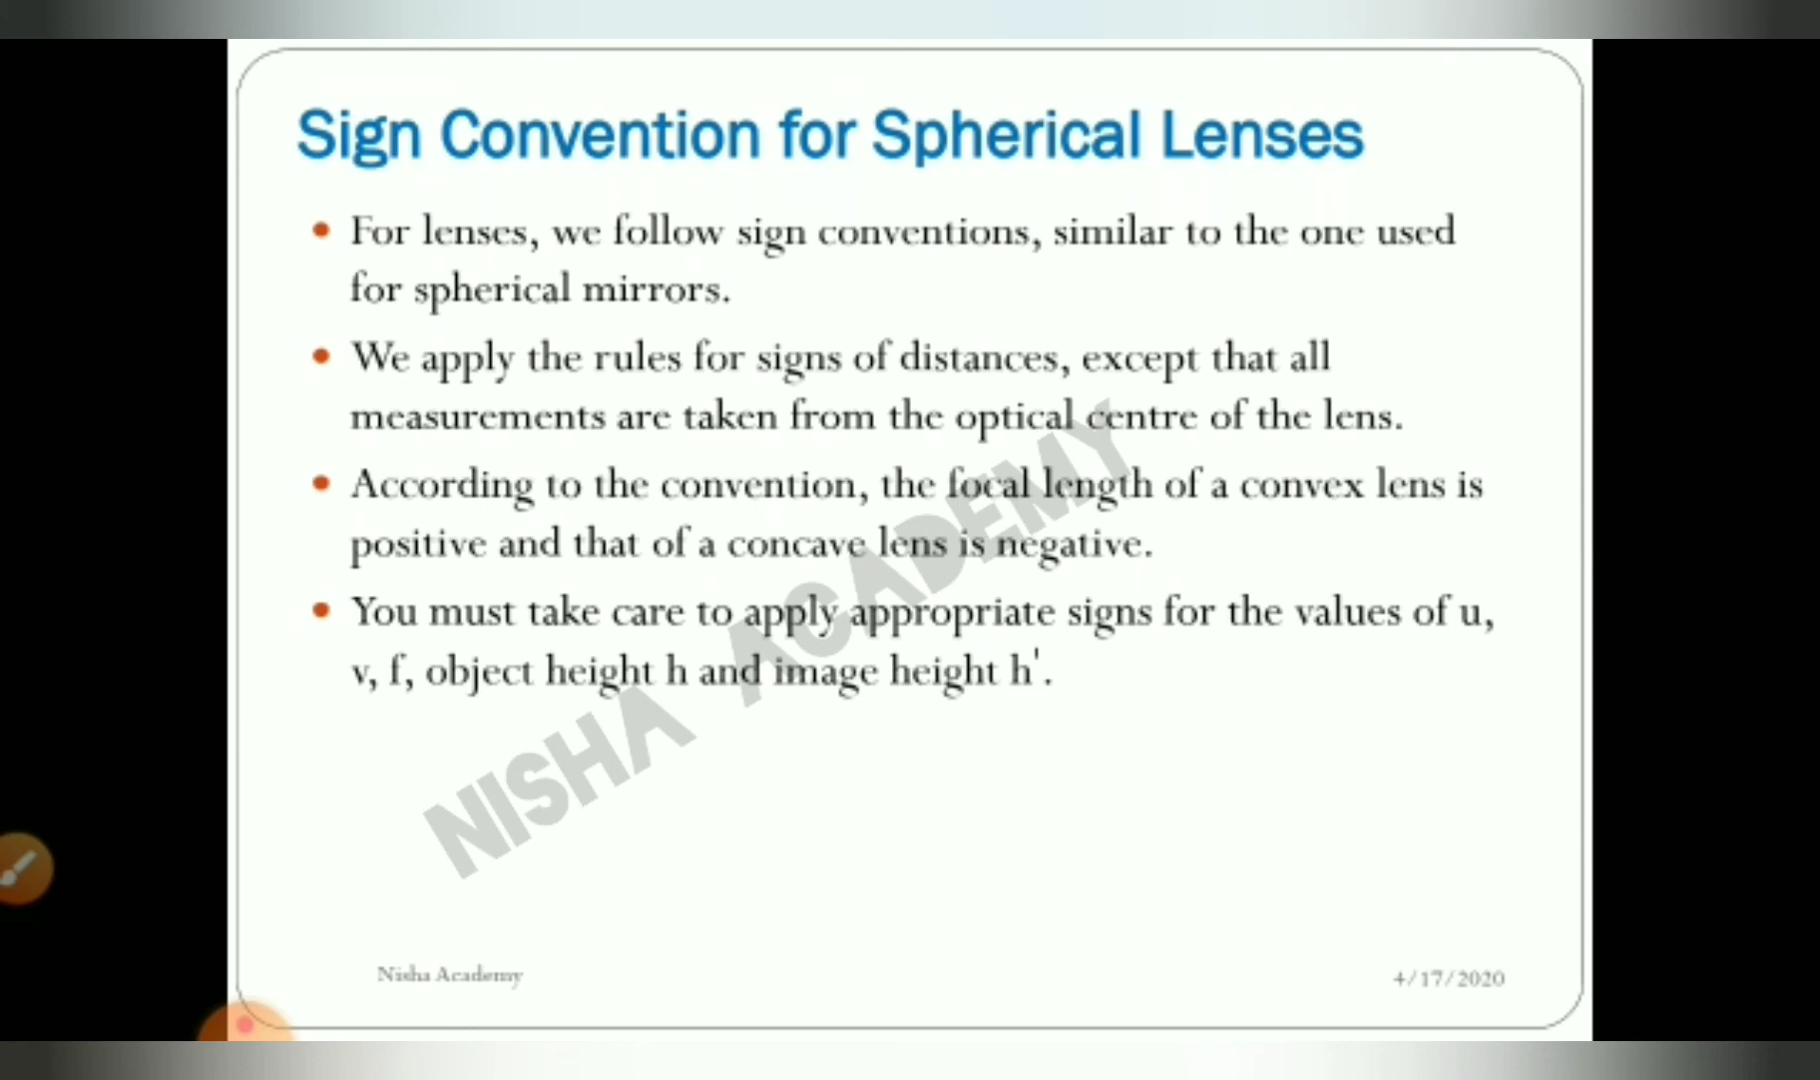 Sign Convention for Spherical Lenses
• For lenses, we follow sign conventions, similar to the one used
for spherical mirrors.
• We apply the rules for signs of distances, except that all
measurements are taken from the optical centre of the lens.
• According to the convention, the focal length of a convex lens is
positive and that of a concave lens is negative.
• You must take care to apply appropriate signs for the values of u,
v, f, object height h and image height h'.
NISHA ACADEMY
Nisha Academy
4/17/2020